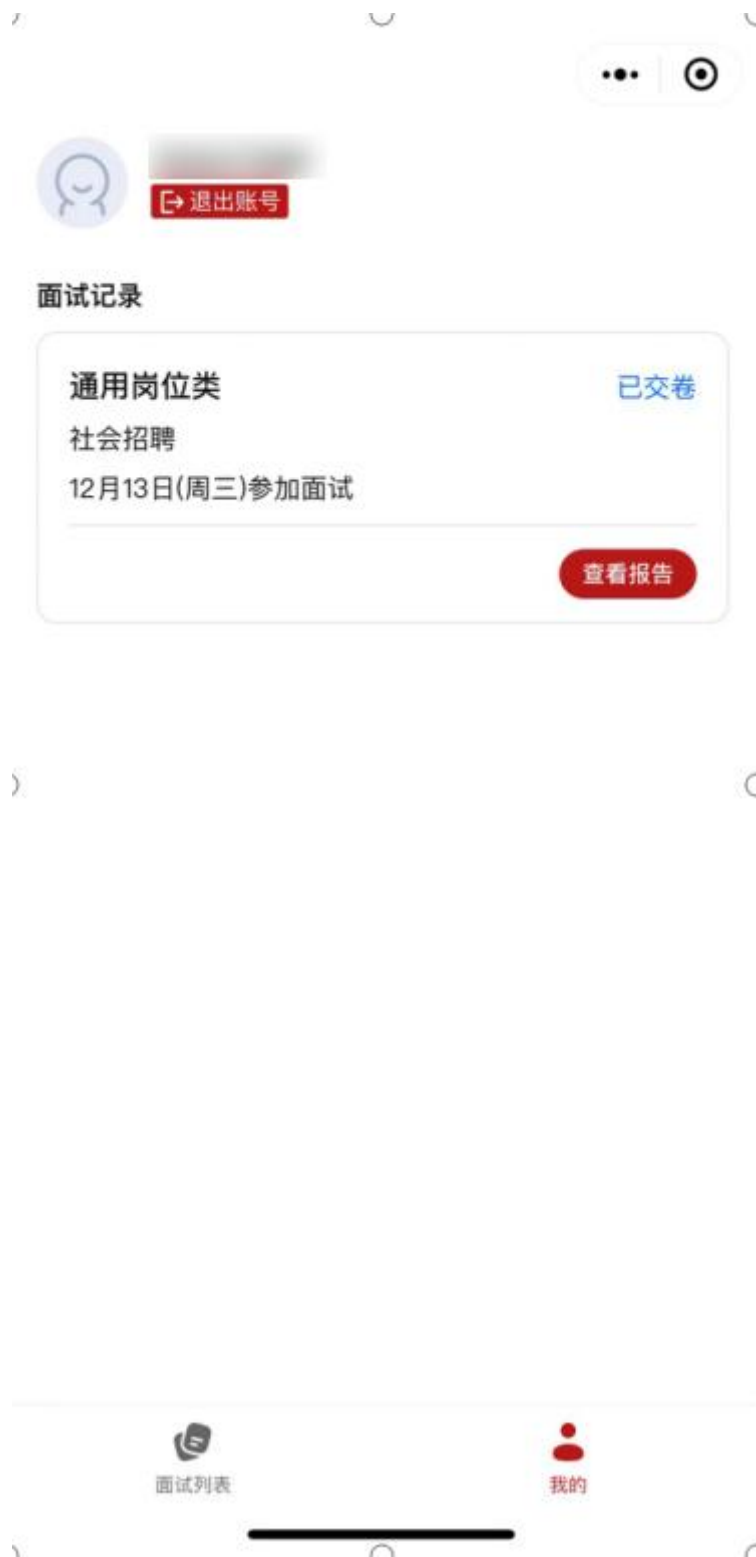 退出账号
面试记录
通用岗位类
已交卷
社会招聘
12月13日(周三)参加面试
查看报告
面试列表
我的